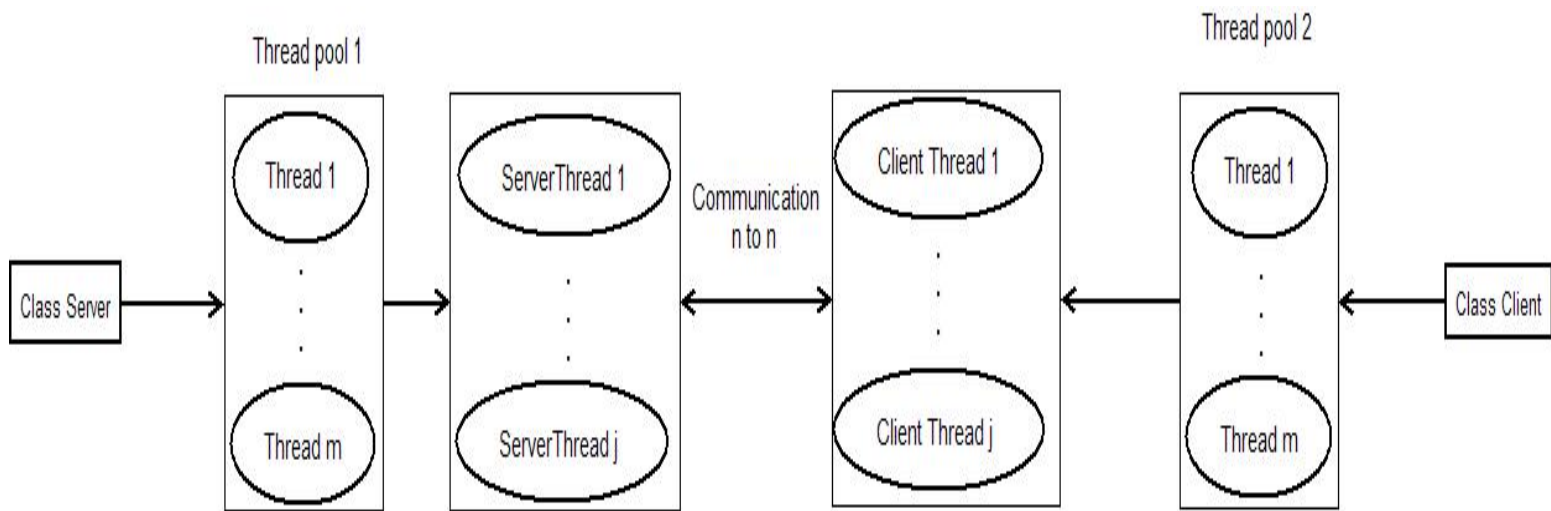 Thread pool 1
Thread pool 2
Thread 1
ServerThread 1
Client Thread 1
Thread 1
Communication
n to n
Class Server
Class Client
Thread m
ServerThread j
Client Thread j
Thread m